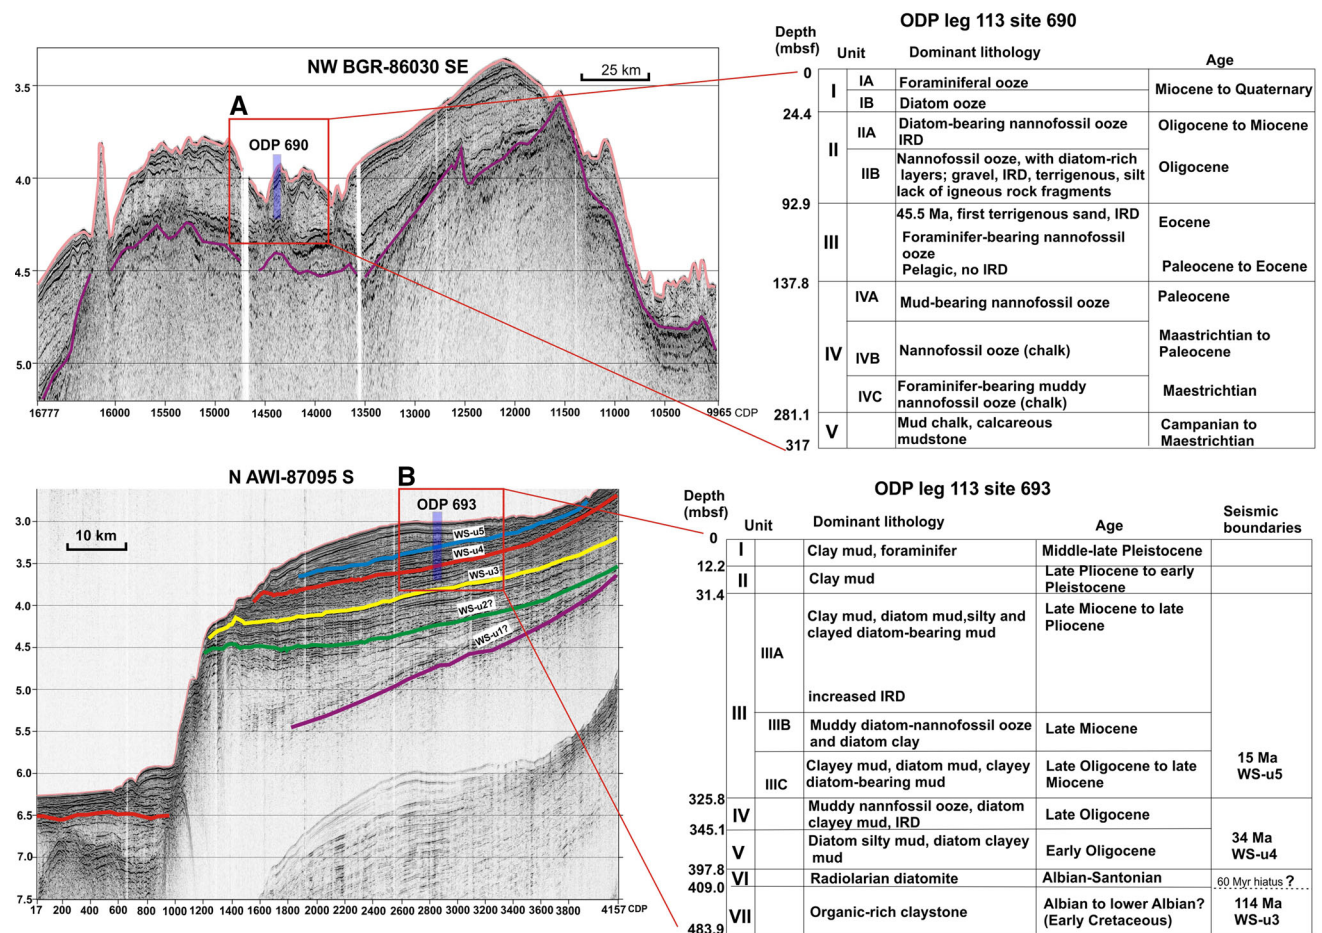 ODP leg 113 site 690
NW BGR-86030 SE
25 km
A
ODP 690
3.5
4.0
4.5
5.0
16777 16000 15000 14500 14000 13500 13000 12500 12000 11500 11000 10500 9965 CDP
Depth (mbsf) Unit Dominant lithology Age
0
I IA Foraminiferal ooze Miocene to Quaternary
IB Diatom ooze
24.4
II IIA Diatom-bearing nannofossil ooze Oligocene to Miocene
IRD
IIB Nannofossil ooze, with diatom-rich
layers; gravel, IRD, terrigenous, silt Oligocene
lack of igneous rock fragments
92.9
III 45.5 Ma, first terrigenous sand, IRD Eocene
Foraminifer-bearing nannofossil
ooze
Pelagic, no IRD Paleocene to Eocene
137.8
IV IVA Mud-bearing nannofossil ooze Paleocene
IVB Nannofossil ooze (chalk) Maastrichtian to
Paleocene
IVC Foraminifer-bearing muddy Maestrichtian
nannofossil ooze (chalk)
281.1
V Mud chalk, calcareous Campanian to
mudstone Maestrichtian
317
N AWI-87095 S
B
10 km
ODP 693
WS-u5
WS-u4
WS-u3
WS-u2?
WS-u1?
3.0
3.5
4.0
4.5
5.0
5.5
6.0
6.5
7.0
7.5
17 200 400 600 800 1000 1200 1400 1600 1800 2000 2200 2400 2600 2800 3000 3200 3400 3600 3800 4157 CDP
ODP leg 113 site 693
Depth (mbsf) Unit Dominant lithology Age Seismic boundaries
0
I Clay mud, foraminifer Middle-late Pleistocene
12.2
II Clay mud Late Pliocene to early
Pleistocene
31.4
III IIIA Clay mud, diatom mud,silty and Late Miocene to late
clayed diatom-bearing mud Pliocene
increased IRD
IIIB Muddy diatom-nannofossil ooze Late Miocene
and diatom clay
IIIC Clayey mud, diatom mud, clayey Late Oligocene to late
diatom-bearing mud Miocene
15 Ma
WS-u5
325.8
IV Muddy nannfossil ooze, diatom Late Oligocene
clayey mud, IRD
345.1
V Diatom silty mud, diatom clayey Early Oligocene
mud
34 Ma
WS-u4
397.8
VI Radiolarian diatomite Albian-Santonian 60 Myr hiatus ?
409.0
VII Organic-rich claystone Albian to lower Albian?
(Early Cretaceous)
114 Ma
WS-u3
483.9